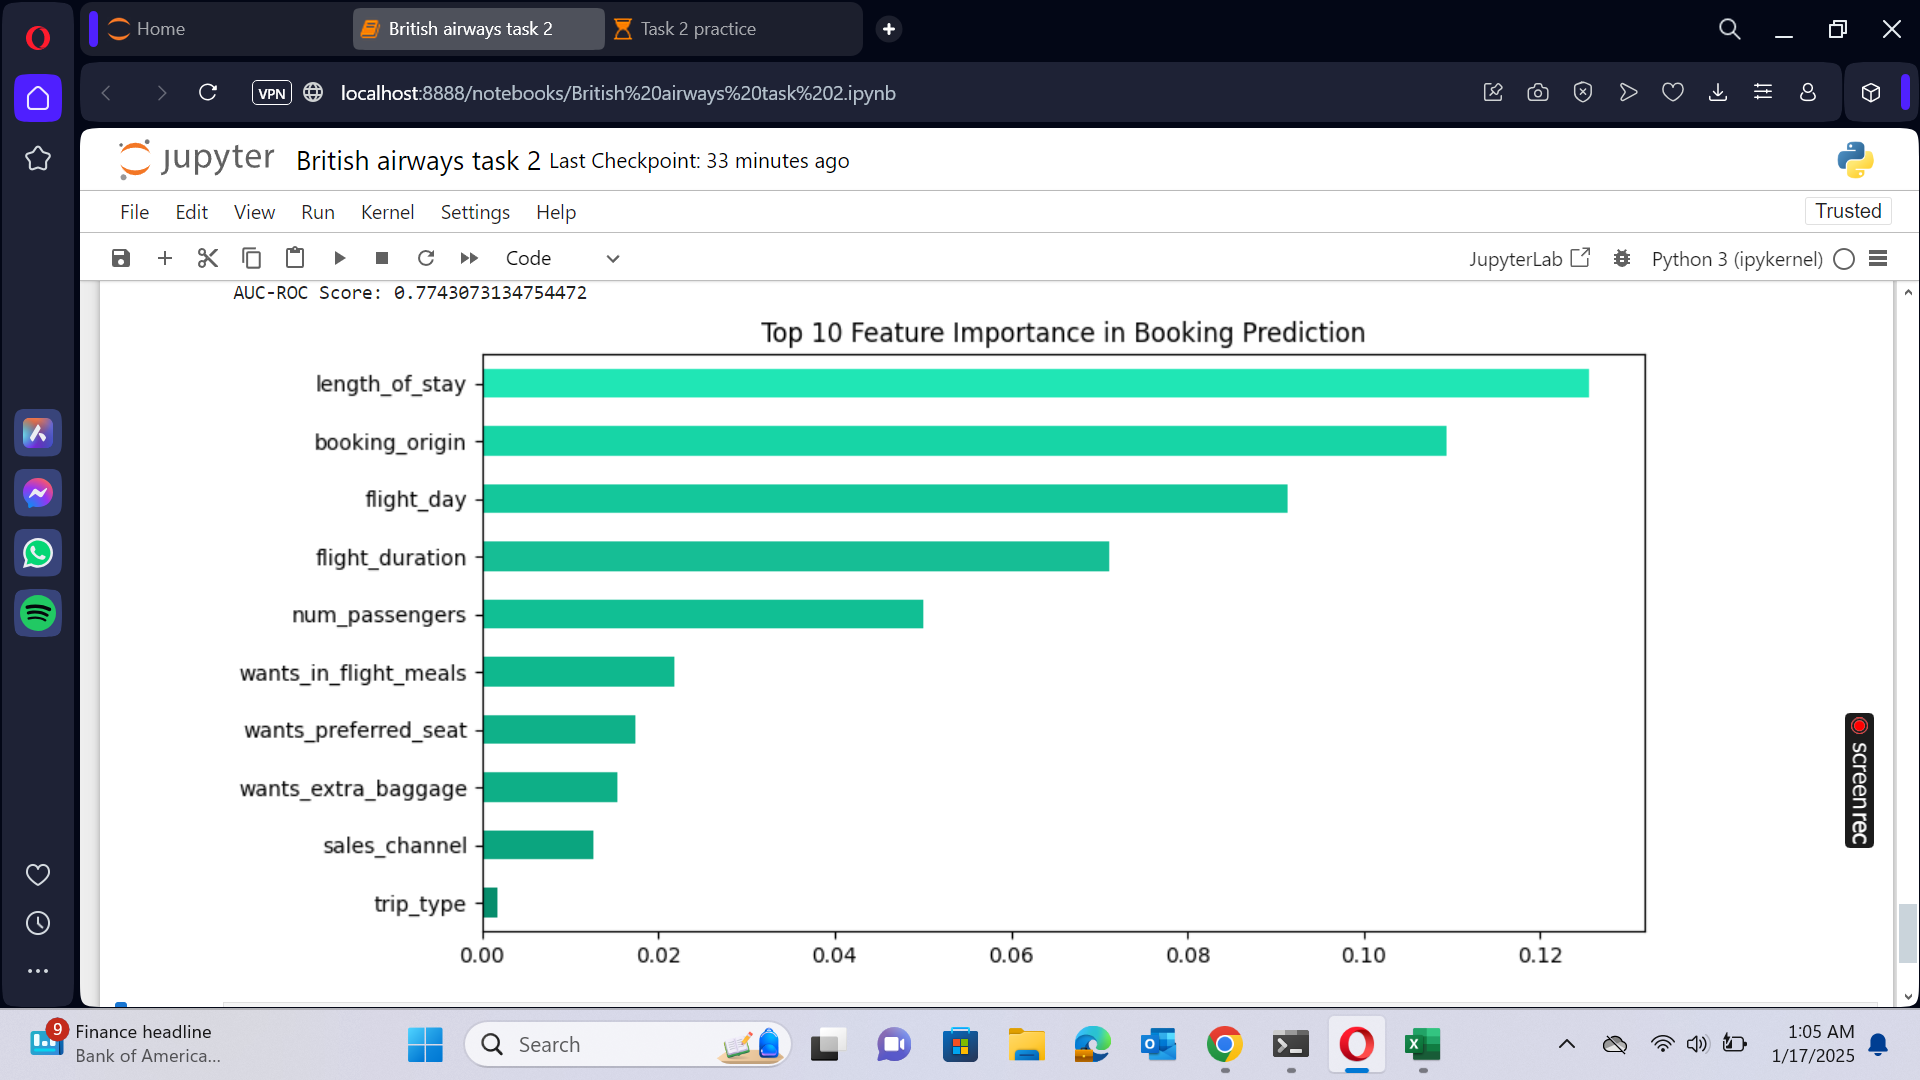 Home
British airways task 2
Task 2 practice
VPN
localhost:8888/notebooks/British%20airways%20task%202.ipynb
jupyter
British airways task 2 Last Checkpoint: 33 minutes ago
File Edit View Run Kernel Settings Help
Trusted
Code
JupyterLab
Python 3 (ipykernel)
AUC-ROC Score: 0.7743073134754472
Top 10 Feature Importance in Booking Prediction
length_of_stay
booking_origin
flight_day
flight_duration
num_passengers
wants_in_flight_meals
wants_preferred_seat
wants_extra_baggage
sales_channel
trip_type
0.00 0.02 0.04 0.06 0.08 0.10 0.12
screenrec
9
Finance headline
Bank of America...
Search
1:05 AM
1/17/2025